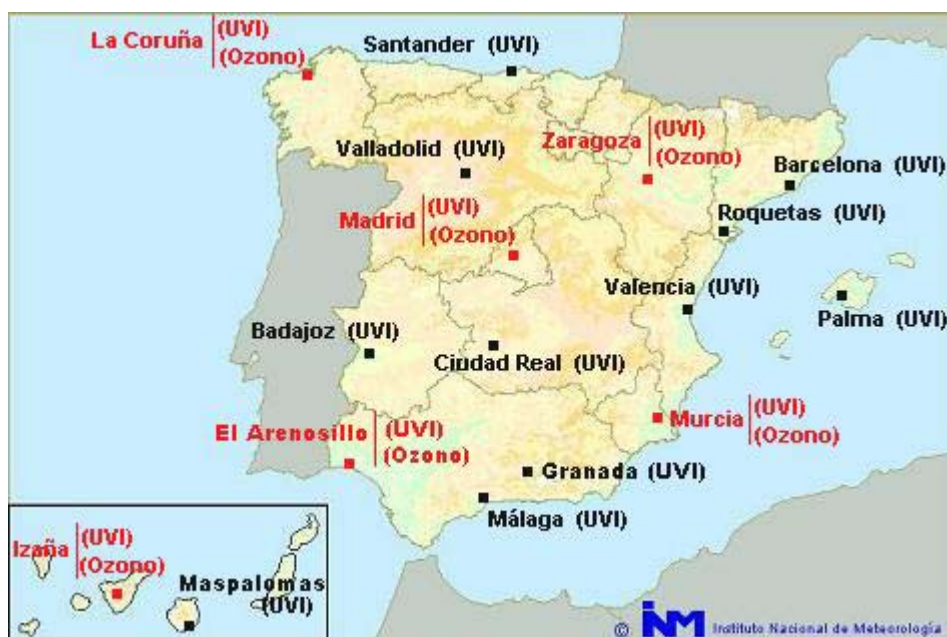 La Coruña (UVI)
(Ozono)
Santander (UVI)
Valladolid (UVI)
Zaragoza (UVI)
(Ozono)
Barcelona (UVI)
Madrid (UVI)
(Ozono)
Roquetas (UVI)
Valencia (UVI)
Palma (UVI)
Badajoz (UVI)
Ciudad Real (UVI)
El Arenosillo (UVI)
(Ozono)
Murcia (UVI)
(Ozono)
Granada (UVI)
Málaga (UVI)
Izaña (UVI)
(Ozono)
Maspalomas
(UVI)
© INM Instituto Nacional de Meteorología